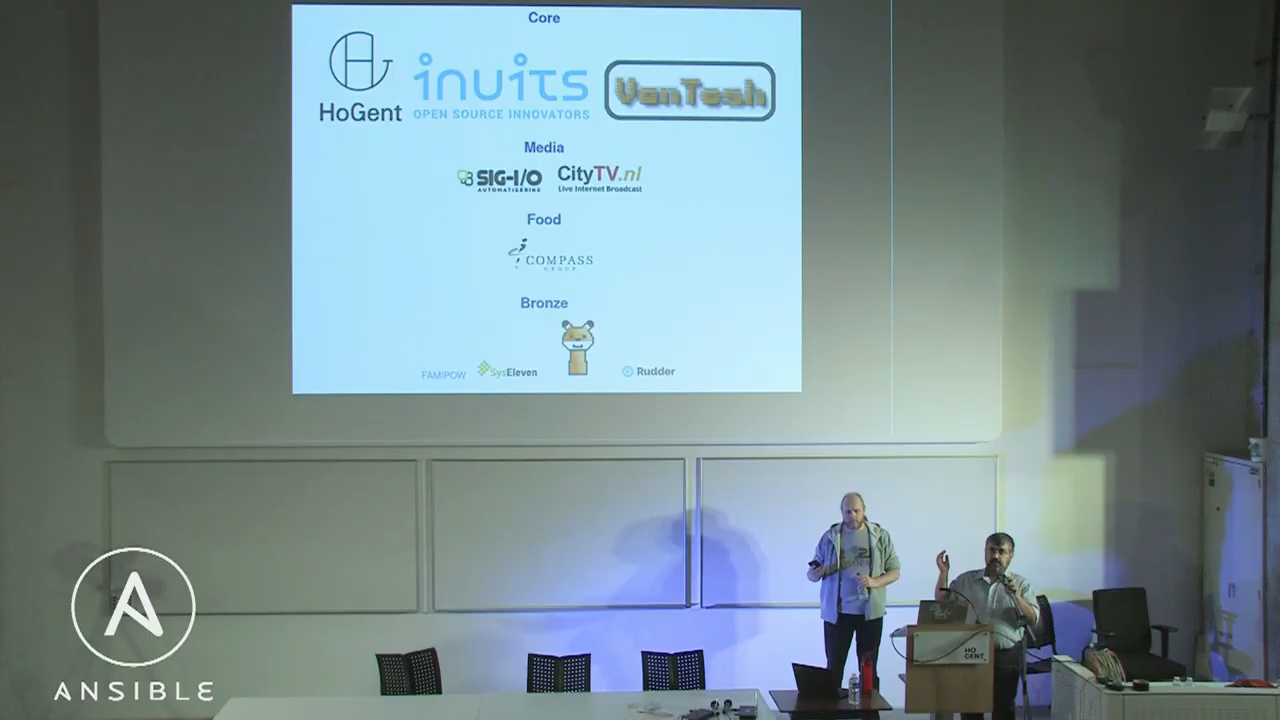 Core
HoGent
inuits
OPEN SOURCE INNOVATORS
VanTosh
Media
SIG-I/O
AUTOMATISERING
CityTV.nl
Live Internet Broadcast
Food
COMPASS
GROUP
Bronze
FAMIPOW
SysEleven
Rudder
HO
GENT
ANSIBLE